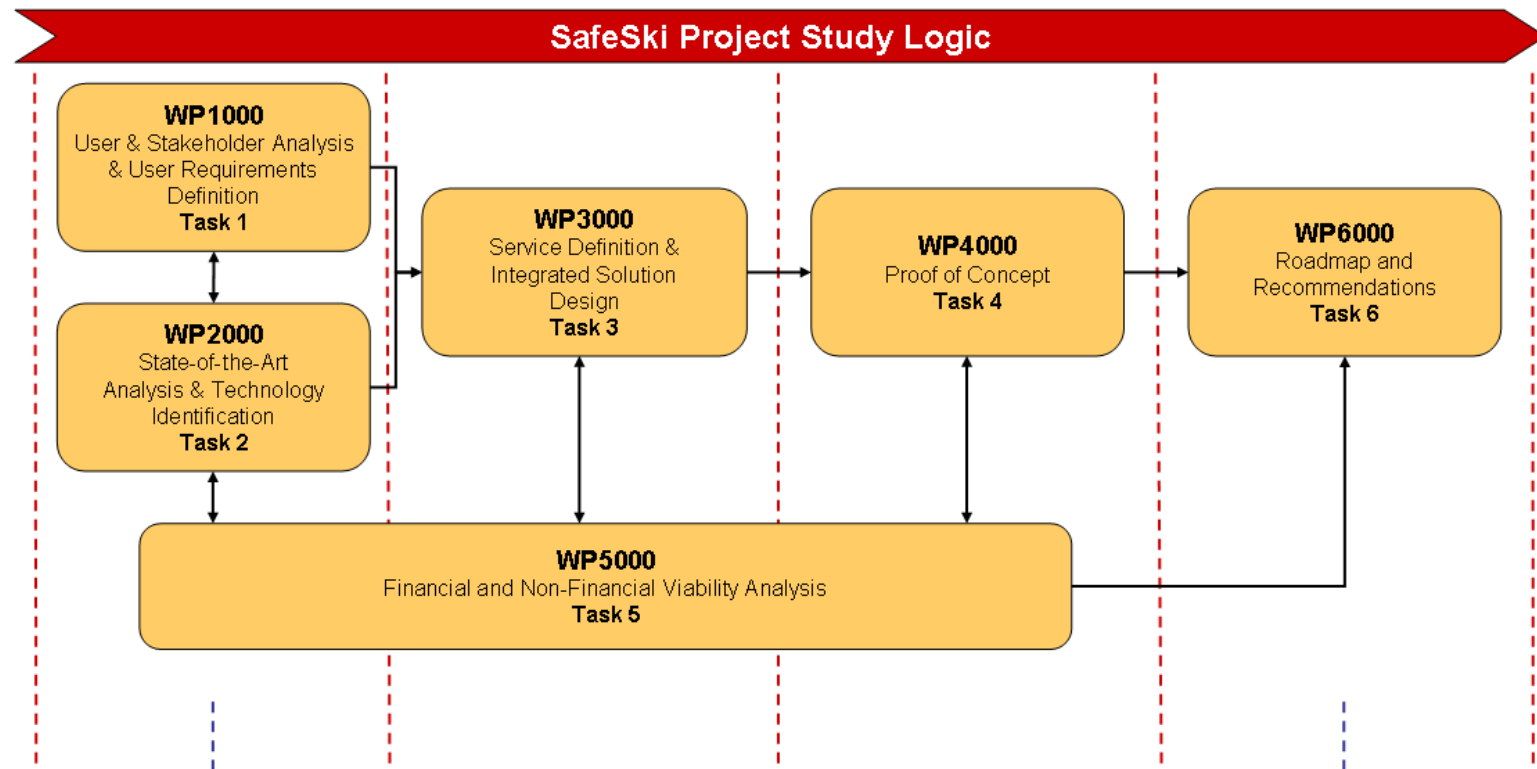 SafeSki Project Study Logic
WP1000
User & Stakeholder Analysis
& User Requirements
Definition
Task 1
WP2000
State-of-the-Art
Analysis & Technology
Identification
Task 2
WP3000
Service Definition &
Integrated Solution
Design
Task 3
WP4000
Proof of Concept
Task 4
WP6000
Roadmap and
Recommendations
Task 6
WP5000
Financial and Non-Financial Viability Analysis
Task 5